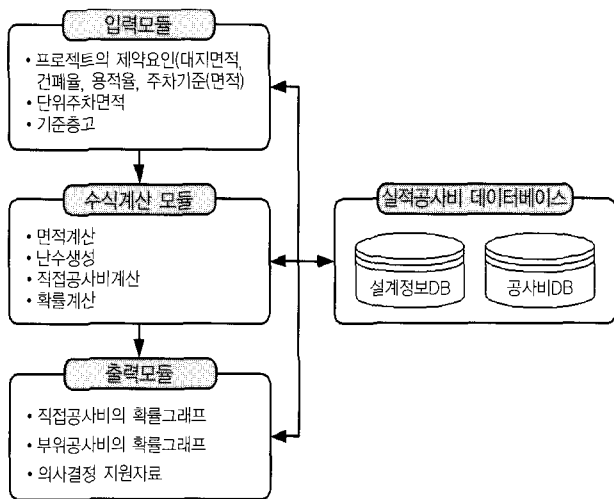 입력모듈
• 프로젝트의 제약요인(대지면적,
건폐율, 용적율, 주차기준(면적)
• 단위주차면적
• 기준층고
수식계산 모듈
• 면적계산
• 난수생성
• 직접공사비계산
• 확률계산
실적공사비 데이터베이스
설계정보DB
공사비DB
출력모듈
• 직접공사비의 확률그래프
• 부위공사비의 확률그래프
• 의사결정 지원자료